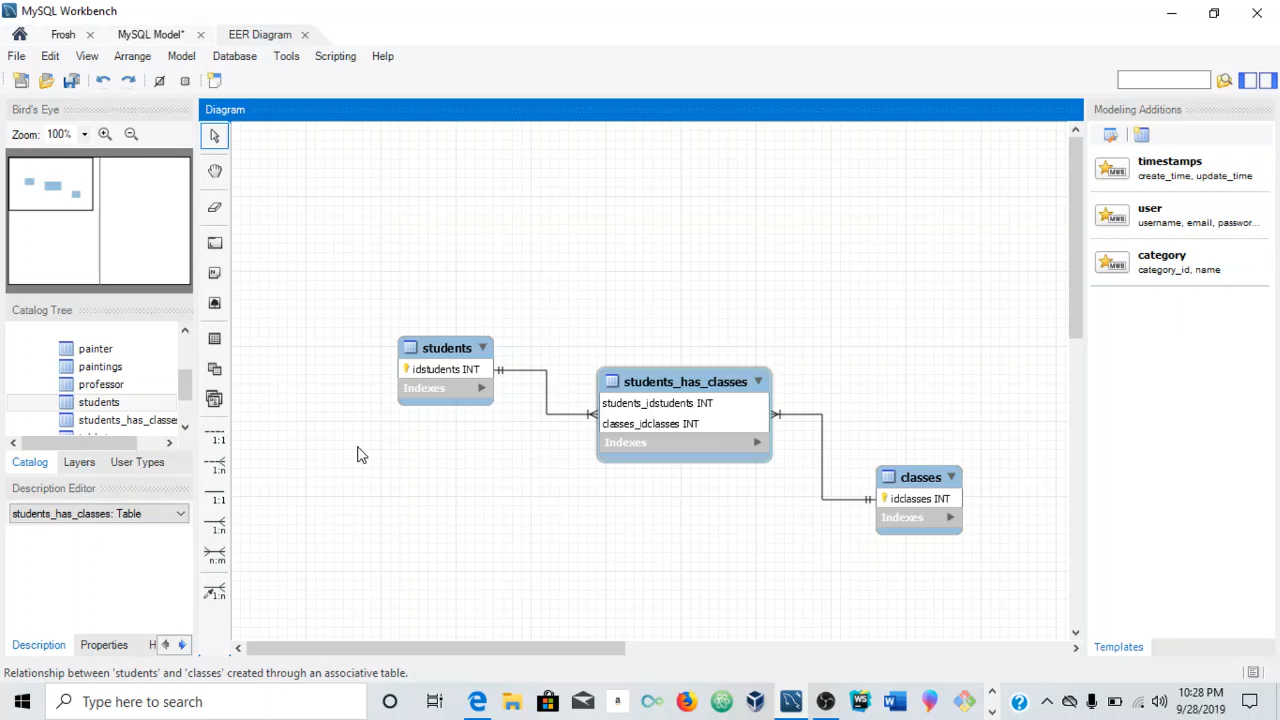 MySQL Workbench
Frosh
MySQL Model*
EER Diagram
File Edit View Arrange Model Database Tools Scripting Help
Bird's Eye
Zoom: 100%
Catalog Tree
painter
paintings
professor
students
students_has_classes
Catalog Layers User Types
Description Editor
students_has_classes: Table
Description Properties H
Diagram
1:1
1:n
1:1
1:n
n:m
1:n
students
idstudents INT
Indexes
students_has_classes
students_idstudents INT
classes_idclasses INT
Indexes
classes
idclasses INT
Indexes
Modeling Additions
timestamps
create_time, update_time
user
username, email, passwor...
category
category_id, name
Templates
Relationship between 'students' and 'classes' created through an associative table.
Type here to search
10:28 PM
9/28/2019